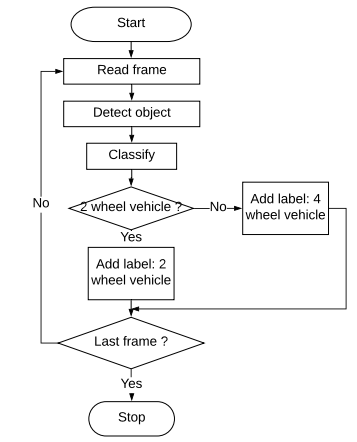 Start
Read frame
Detect object
Classify
2 wheel vehicle ?
No
Add label: 4
wheel vehicle
No
Yes
Add label: 2
wheel vehicle
Last frame ?
Yes
Stop